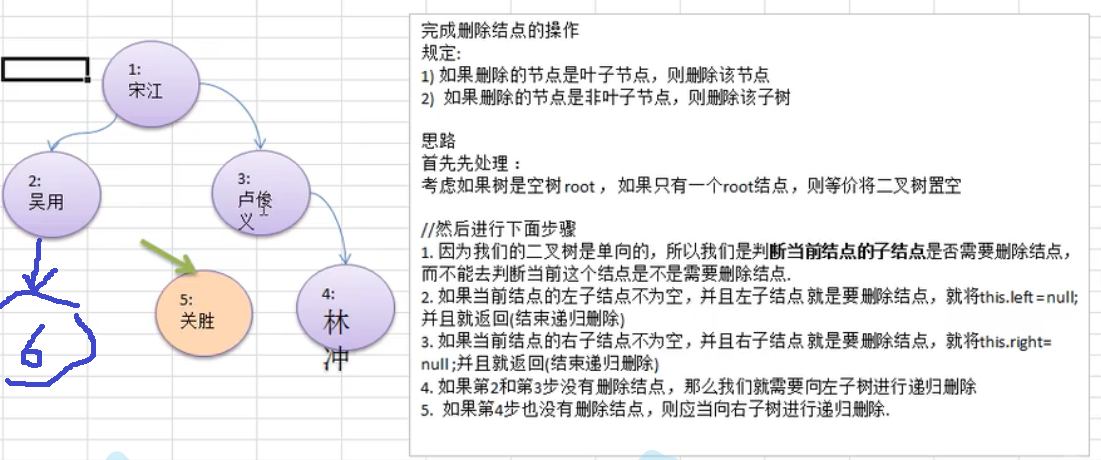 1:
宋江
2:
吴用
3:
卢俊
义
5:
关胜
4:
林
冲
6
完成删除结点的操作
规定:
1) 如果删除的节点是叶子节点，则删除该节点
2) 如果删除的节点是非叶子节点，则删除该子树
思路
首先先处理：
考虑如果树是空树 root ，如果只有一个root结点，则等价将二叉树置空
//然后进行下面步骤
1. 因为我们的二叉树是单向的，所以我们是判断当前结点的子结点是否需要删除结点，
而不能去判断当前这个结点是不是需要删除结点.
2. 如果当前结点的左子结点不为空，并且左子结点 就是要删除结点，就将this.left = null;
并且就返回(结束递归删除)
3. 如果当前结点的右子结点不为空，并且右子结点 就是要删除结点，就将this.right=
null ;并且就返回(结束递归删除)
4. 如果第2和第3步没有删除结点，那么我们就需要向左子树进行递归删除
5. 如果第4步也没有删除结点，则应当向右子树进行递归删除.